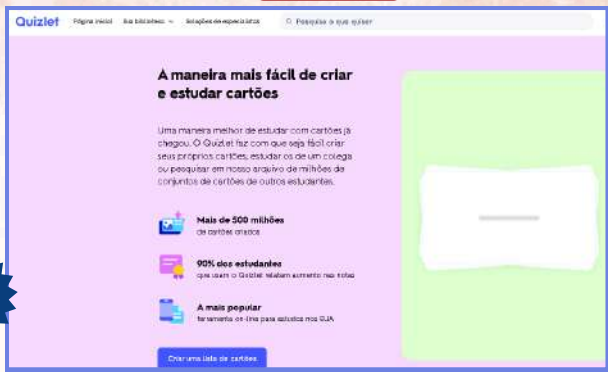 Quizlet Página inicial Sua biblioteca Soluções de especialistas Pesquise o que quiser
A maneira mais fácil de criar
e estudar cartões
Uma maneira melhor de estudar com cartões já
chegou. O Quizlet faz com que seja fácil criar
seus próprios cartões, estudar os de um colega
ou pesquisar em nosso arquivo de milhões de
conjuntos de cartões de outros estudantes.
Mais de 500 milhões
de cartões criados
90% dos estudantes
que usam o Quizlet relatam aumento nas notas
A mais popular
ferramenta on-line para estudos nos EUA
Criar uma lista de cartões